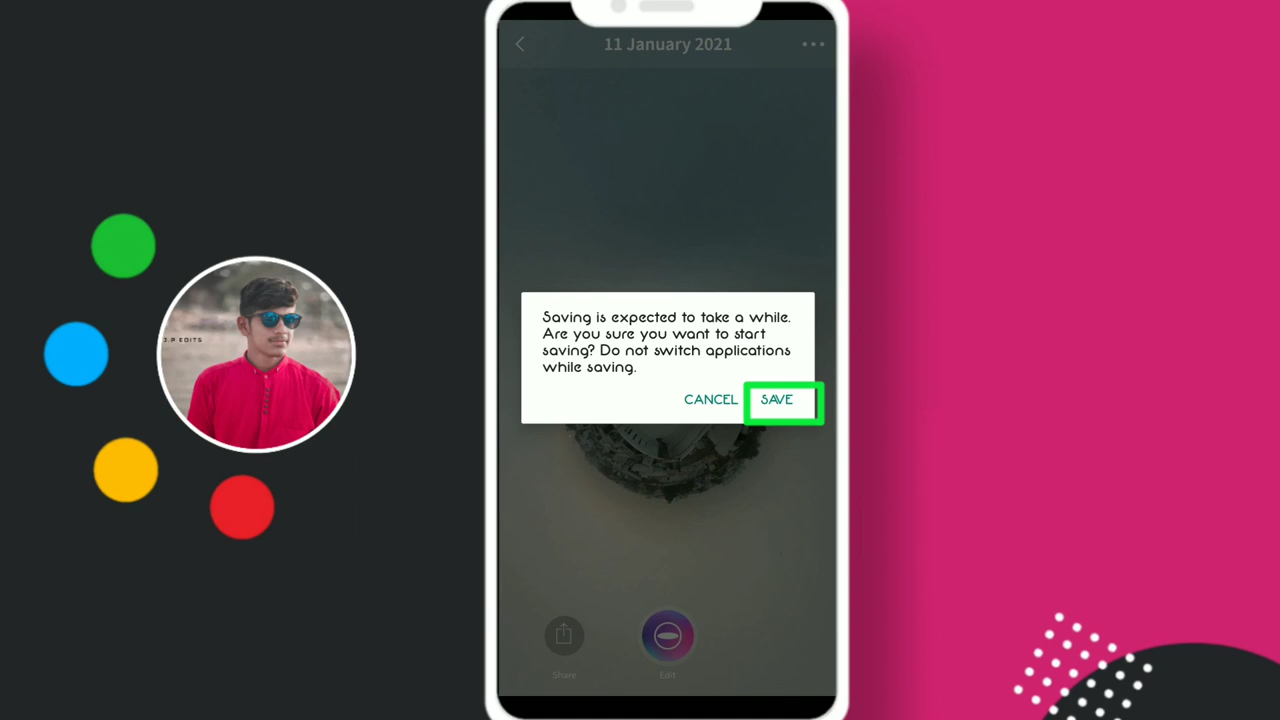 11 January 2021
Saving is expected to take a while.
Are you sure you want to start
saving? Do not switch applications
while saving.
CANCEL SAVE
J.P EDITS
Share Edit